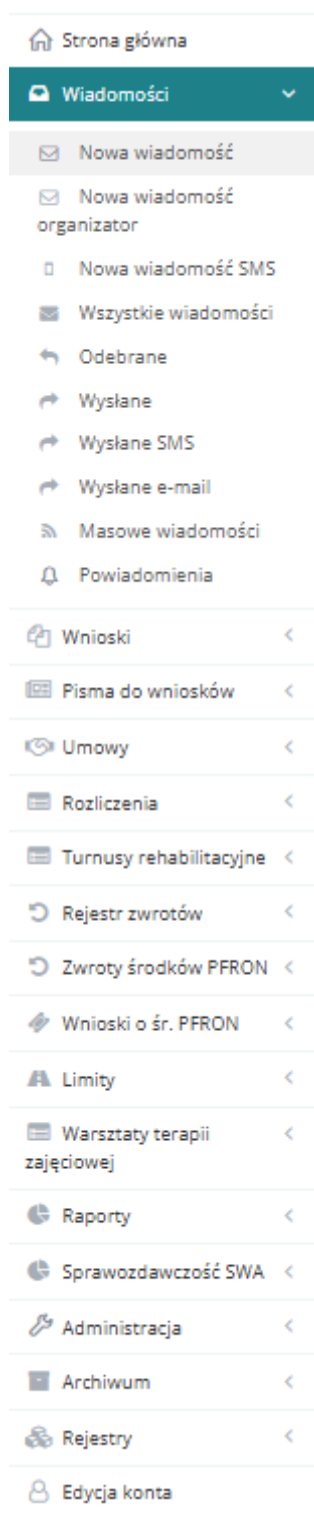 Strona główna
Wiadomości
Nowa wiadomość
Nowa wiadomość
organizator
Nowa wiadomość SMS
Wszystkie wiadomości
Odebrane
Wysłane
Wysłane SMS
Wysłane e-mail
Masowe wiadomości
Powiadomienia
Wnioski
Pisma do wniosków
Umowy
Rozliczenia
Turnusy rehabilitacyjne
Rejestr zwrotów
Zwroty środków PFRON
Wnioski o śr. PFRON
Limity
Warsztaty terapii
zajęciowej
Raporty
Sprawozdawczość SWA
Administracja
Archiwum
Rejestry
Edycja konta